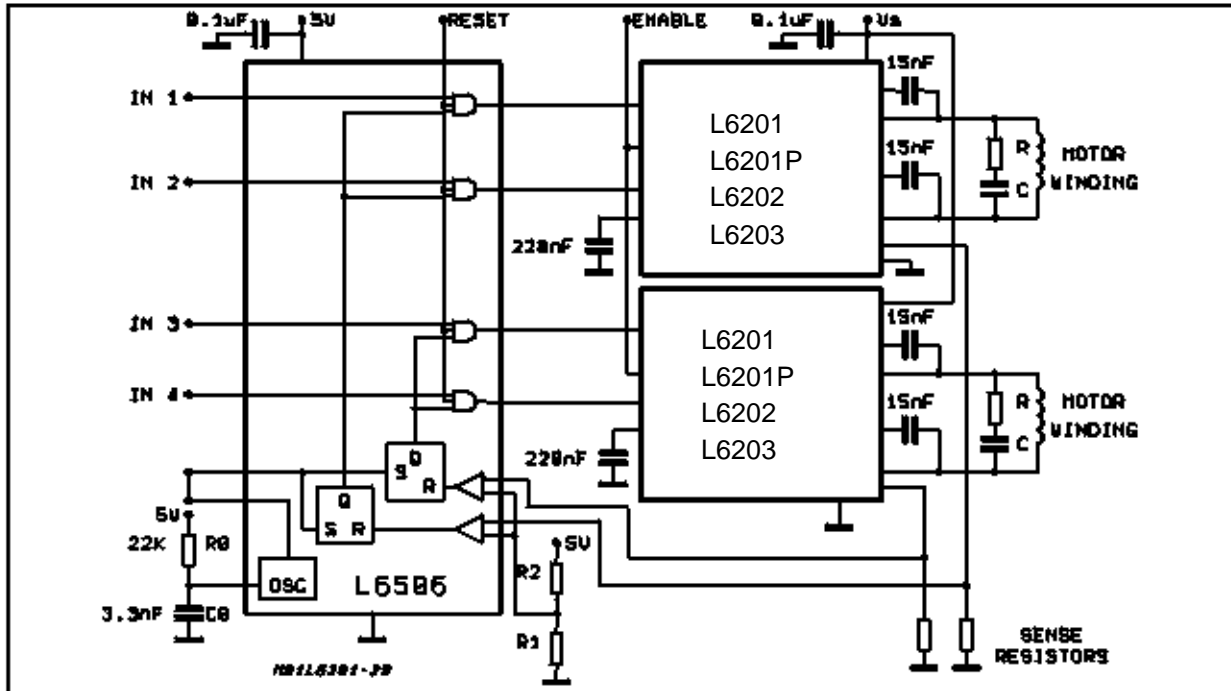 0.1uF
5V
RESET
ENABLE
0.1uF
Vs
15nF
IN 1
L6201
R
MOTOR
L6201P
15nF
IN 2
WINDING
L6202
C
220nF
L6203
IN 3
15nF
L6201
L6201P
R
MOTOR
IN 4
15nF
L6202
WINDING
C
220nF
L6203
Q
S
R
5V
Q
S R
22K
R0
5V
OSC
L6506
R2
3.3nF
C0
R1
SENSE
RESISTORS